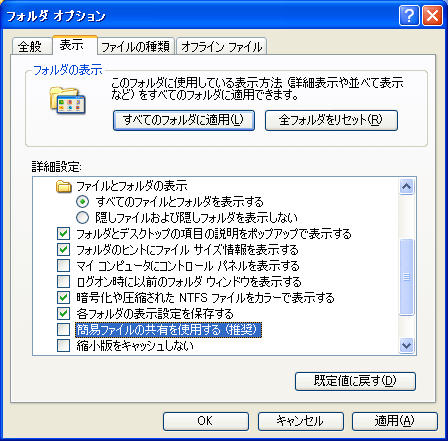 フォルダ オプション
全般
表示
ファイルの種類
オフライン ファイル
フォルダの表示
このフォルダに使用している表示方法 (詳細表示や並べて表示
など) をすべてのフォルダに適用できます。
すべてのフォルダに適用(L)
全フォルダをリセット(R)
詳細設定:
ファイルとフォルダの表示
すべてのファイルとフォルダを表示する
隠しファイルおよび隠しフォルダを表示しない
フォルダとデスクトップの項目の説明をポップアップで表示する
フォルダのヒントにファイル サイズ情報を表示する
マイ コンピュータにコントロール パネルを表示する
ログオン時に以前のフォルダ ウィンドウを表示する
暗号化や圧縮された NTFS ファイルをカラーで表示する
各フォルダの表示設定を保存する
簡易ファイルの共有を使用する (推奨)
縮小版をキャッシュしない
既定値に戻す(D)
OK
キャンセル
適用(A)